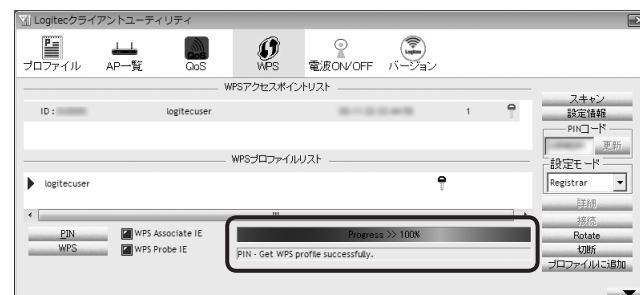 Logitecクライアントユーティリティ
プロファイル AP一覧 QoS WPS 電波ON/OFF バージョン
WPSアクセスポイントリスト
ID : logitecuser 1
WPSプロファイルリスト
logitecuser
PIN WPS Associate IE Progress >> 100%
WPS WPS Probe IE PIN - Get WPS profile successfully.
スキャン
設定情報
PINコード
更新
設定モード
Registrar
詳細
接続
Rotate
切断
プロファイルに追加